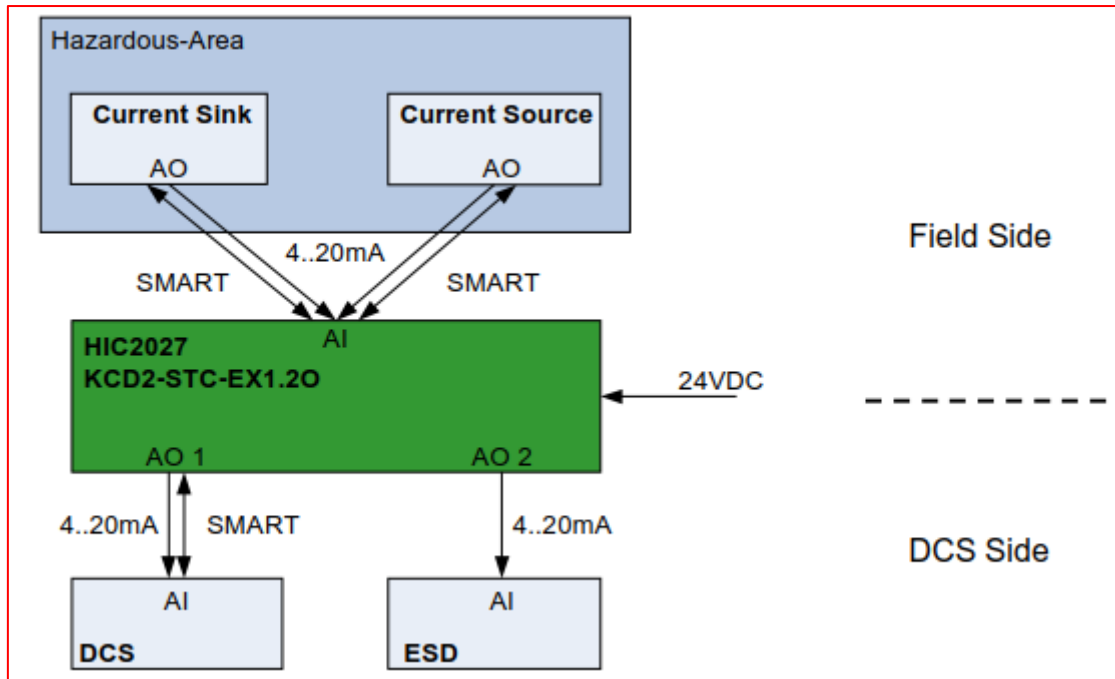 Hazardous-Area
Current Sink
AO
Current Source
AO
4..20mA
SMART
SMART
Field Side
AI
HIC2027
KCD2-STC-EX1.2O
24VDC
AO 1
AO 2
4..20mA
SMART
4..20mA
DCS Side
AI
DCS
AI
ESD